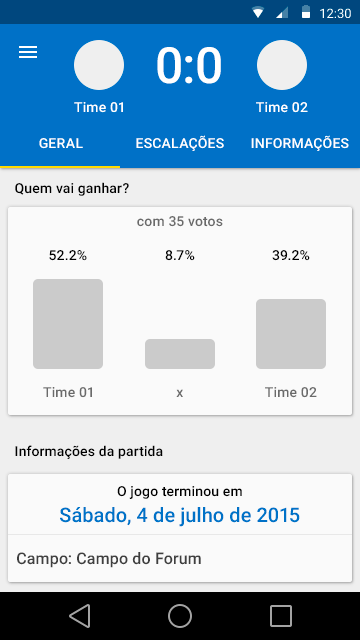 12:30
0:0
Time 01
Time 02
GERAL
ESCALAÇÕES
INFORMAÇÕES
Quem vai ganhar?
com 35 votos
52.2%
8.7%
39.2%
Time 01
x
Time 02
Informações da partida
O jogo terminou em
Sábado, 4 de julho de 2015
Campo: Campo do Forum